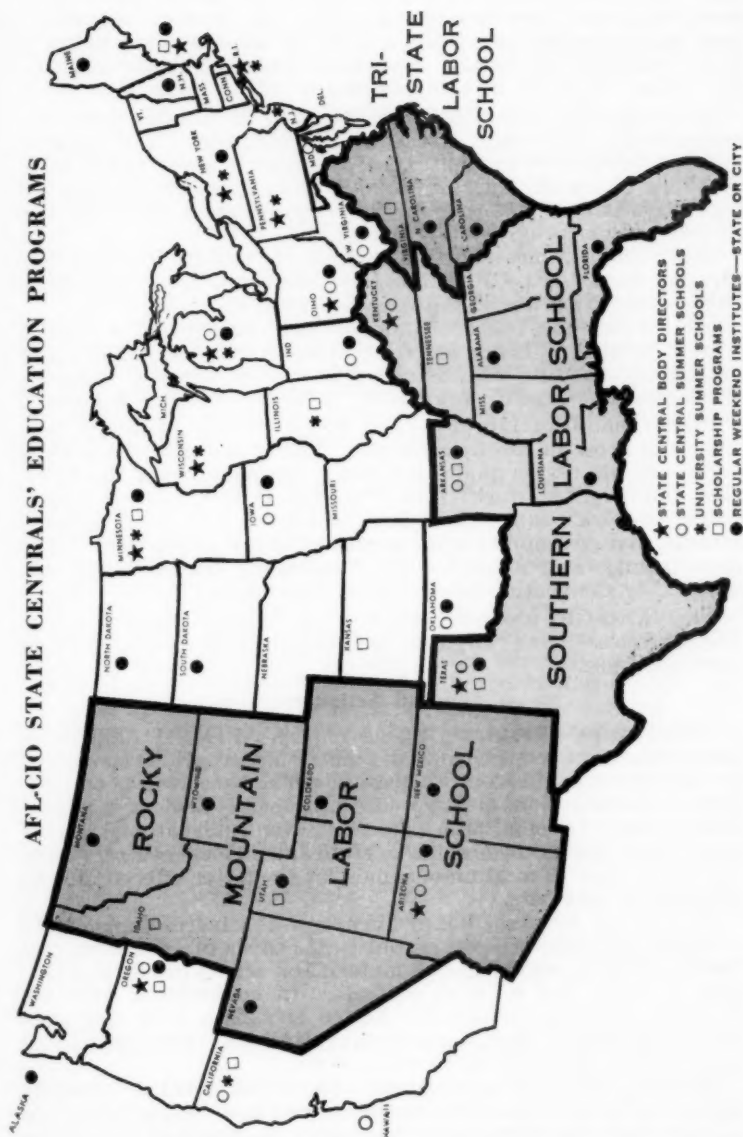 AFL-CIO STATE CENTRALS' EDUCATION PROGRAMS
ALASKA
WASHINGTON
OREGON
CALIFORNIA
HAWAII
MONTANA
IDAHO
WYOMING
NEVADA
UTAH
COLORADO
ARIZONA
NEW MEXICO
ROCKY
MOUNTAIN
LABOR
SCHOOL
NORTH DAKOTA
SOUTH DAKOTA
NEBRASKA
KANSAS
OKLAHOMA
TEXAS
MINNESOTA
IOWA
MISSOURI
ARKANSAS
LOUISIANA
WISCONSIN
MICH
ILLINOIS
IND
OHIO
KENTUCKY
TENNESSEE
MISS.
ALABAMA
GEORGIA
FLORIDA
SOUTHERN LABOR SCHOOL
MAINE
VT.
N.H.
MASS
CONN
R.I.
NEW YORK
PENNSYLVANIA
N.J.
DEL.
MD
W. VIRGINIA
VIRGINIA
N CAROLINA
S. CAROLINA
TRI-
STATE
LABOR
SCHOOL
★ STATE CENTRAL BODY DIRECTORS
○ STATE CENTRAL SUMMER SCHOOLS
✱ UNIVERSITY SUMMER SCHOOLS
□ SCHOLARSHIP PROGRAMS
● REGULAR WEEKEND INSTITUTES—STATE OR CITY